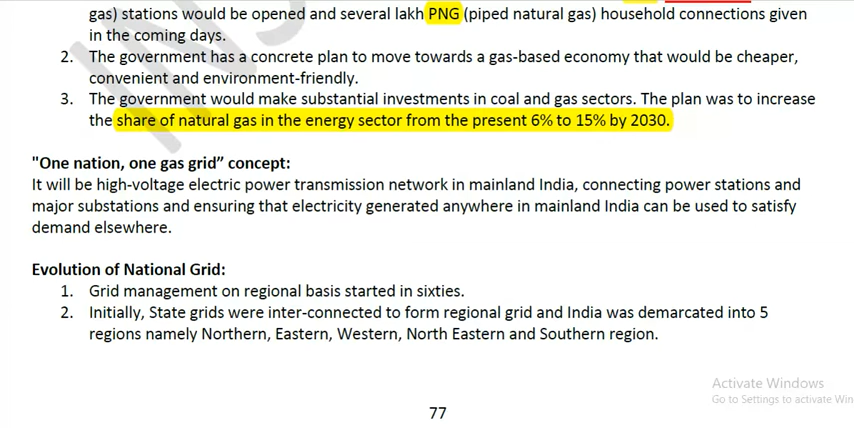 gas) stations would be opened and several lakh PNG (piped natural gas) household connections given
in the coming days.
2. The government has a concrete plan to move towards a gas-based economy that would be cheaper,
convenient and environment-friendly.
3. The government would make substantial investments in coal and gas sectors. The plan was to increase
the share of natural gas in the energy sector from the present 6% to 15% by 2030.
"One nation, one gas grid” concept:
It will be high-voltage electric power transmission network in mainland India, connecting power stations and
major substations and ensuring that electricity generated anywhere in mainland India can be used to satisfy
demand elsewhere.
Evolution of National Grid:
1. Grid management on regional basis started in sixties.
2. Initially, State grids were inter-connected to form regional grid and India was demarcated into 5
regions namely Northern, Eastern, Western, North Eastern and Southern region.
Activate Windows
Go to Settings to activate Win
77